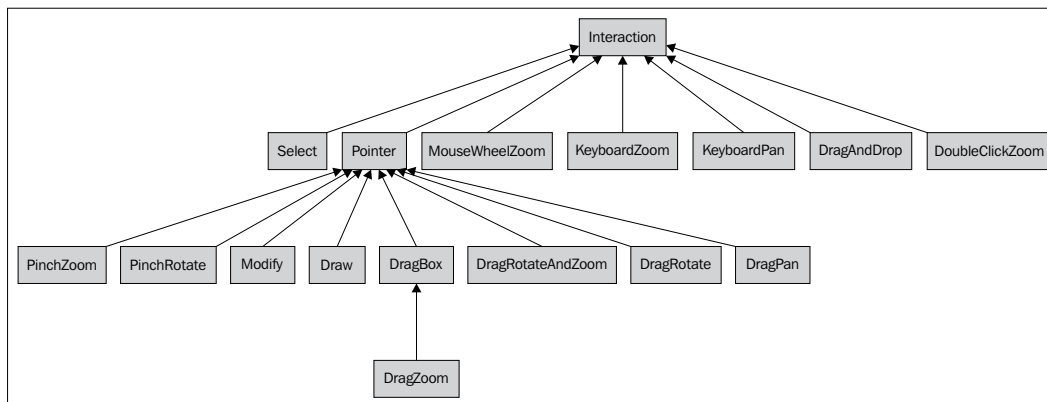 Interaction
Select Pointer MouseWheelZoom KeyboardZoom KeyboardPan DragAndDrop DoubleClickZoom
PinchZoom PinchRotate Modify Draw DragBox DragRotateAndZoom DragRotate DragPan
DragZoom